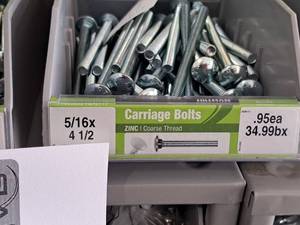 5/16x
4 1/2
Carriage Bolts
ZINC | Coarse Thread
.95ea
34.99bx